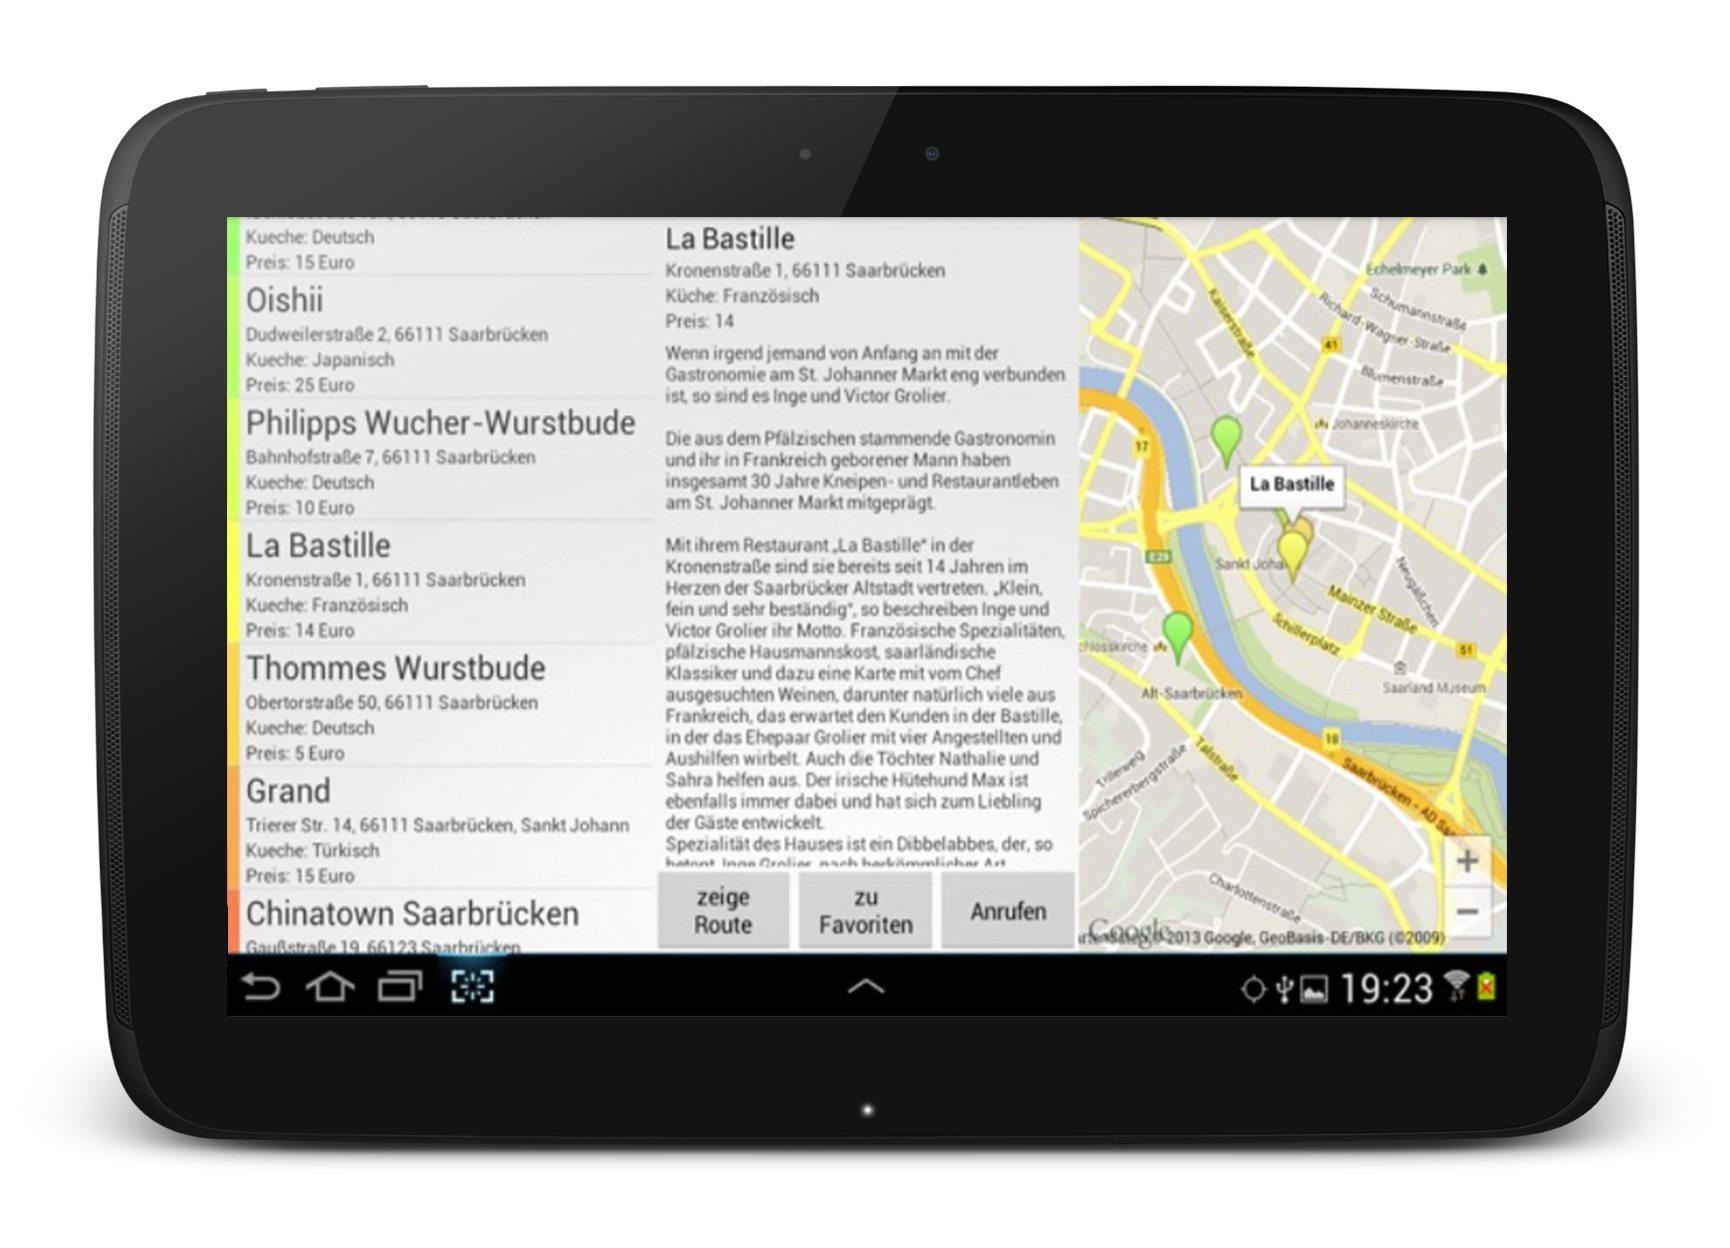 Kueche: Deutsch
Preis: 15 Euro
Oishii
Dudweilerstraße 2, 66111 Saarbrücken
Kueche: Japanisch
Preis: 25 Euro
Philipps Wucher-Wurstbude
Bahnhofstraße 7, 66111 Saarbrücken
Kueche: Deutsch
Preis: 10 Euro
La Bastille
Kronenstraße 1, 66111 Saarbrücken
Kueche: Französisch
Preis: 14 Euro
Thommes Wurstbude
Obertorstraße 50, 66111 Saarbrücken
Kueche: Deutsch
Preis: 5 Euro
Grand
Trierer Str. 14, 66111 Saarbrücken, Sankt Johann
Kueche: Türkisch
Preis: 15 Euro
Chinatown Saarbrücken
Gaußstraße 19, 66123 Saarbrücken
La Bastille
Kronenstraße 1, 66111 Saarbrücken
Küche: Französisch
Preis: 14
Wenn irgend jemand von Anfang an mit der
Gastronomie am St. Johanner Markt eng verbunden
ist, so sind es Inge und Victor Grolier.
Die aus dem Pfälzischen stammende Gastronomin
und ihr in Frankreich geborener Mann haben
insgesamt 30 Jahre Kneipen- und Restaurantleben
am St. Johanner Markt mitgeprägt.
Mit ihrem Restaurant „La Bastille“ in der
Kronenstraße sind sie bereits seit 14 Jahren im
Herzen der Saarbrücker Altstadt vertreten. „Klein,
fein und sehr beständig“, so beschreiben Inge und
Victor Grolier ihr Motto. Französische Spezialitäten,
pfälzische Hausmannskost, saarländische
Klassiker und dazu eine Karte mit vom Chef
ausgesuchten Weinen, darunter natürlich viele aus
Frankreich, das erwartet den Kunden in der Bastille,
in der das Ehepaar Grolier mit vier Angestellten und
Aushilfen wirbelt. Auch die Töchter Nathalie und
Sahra helfen aus. Der irische Hütehund Max ist
ebenfalls immer dabei und hat sich zum Liebling
der Gäste entwickelt.
Spezialität des Hauses ist ein Dibbelabbes, der, so
betont Inge Grolier, nach herkömmlicher Art
zeige
Route
zu
Favoriten
Anrufen
Echelmeyer Park
Kaiserstraße
Schumannstraße
Richard-Wagner-Straße
41
Blumenstraße
Johanneskirche
17
La Bastille
E29
Sankt Joha
Neugäßchen
Mainzer Straße
Schillerplatz
51
chlosskirche
Saarland Museum
Alt-Saarbrücken
18
Talstraße
Trillerweg
Spichererbergstraße
Saarbrücken - AD Saa
Charlottenstraße
+
−
Google
2013 Google, GeoBasis-DE/BKG (©2009)
19:23